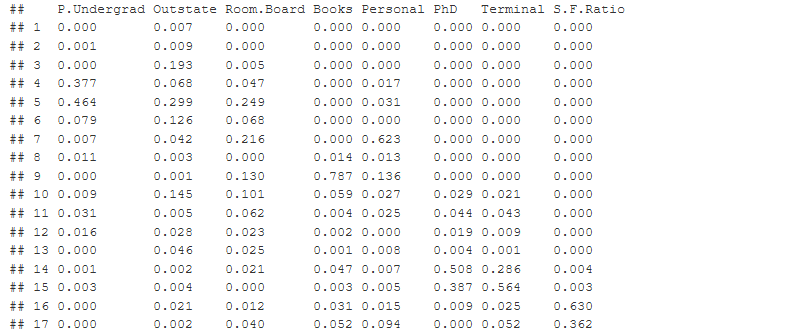 ##    P.Undergrad Outstate Room.Board Books Personal PhD   Terminal S.F.Ratio
## 1  0.000       0.007    0.000      0.000 0.000    0.000 0.000    0.000
## 2  0.001       0.009    0.000      0.000 0.000    0.000 0.000    0.000
## 3  0.000       0.193    0.005      0.000 0.000    0.000 0.000    0.000
## 4  0.377       0.068    0.047      0.000 0.017    0.000 0.000    0.000
## 5  0.464       0.299    0.249      0.000 0.031    0.000 0.000    0.000
## 6  0.079       0.126    0.068      0.000 0.000    0.000 0.000    0.000
## 7  0.007       0.042    0.216      0.000 0.623    0.000 0.000    0.000
## 8  0.011       0.003    0.000      0.014 0.013    0.000 0.000    0.000
## 9  0.000       0.001    0.130      0.787 0.136    0.000 0.000    0.000
## 10 0.009       0.145    0.101      0.059 0.027    0.029 0.021    0.000
## 11 0.031       0.005    0.062      0.004 0.025    0.044 0.043    0.000
## 12 0.016       0.028    0.023      0.002 0.000    0.019 0.009    0.000
## 13 0.000       0.046    0.025      0.001 0.008    0.004 0.001    0.000
## 14 0.001       0.002    0.021      0.047 0.007    0.508 0.286    0.004
## 15 0.003       0.004    0.000      0.003 0.005    0.387 0.564    0.003
## 16 0.000       0.021    0.012      0.031 0.015    0.009 0.025    0.630
## 17 0.000       0.002    0.040      0.052 0.094    0.000 0.052    0.362